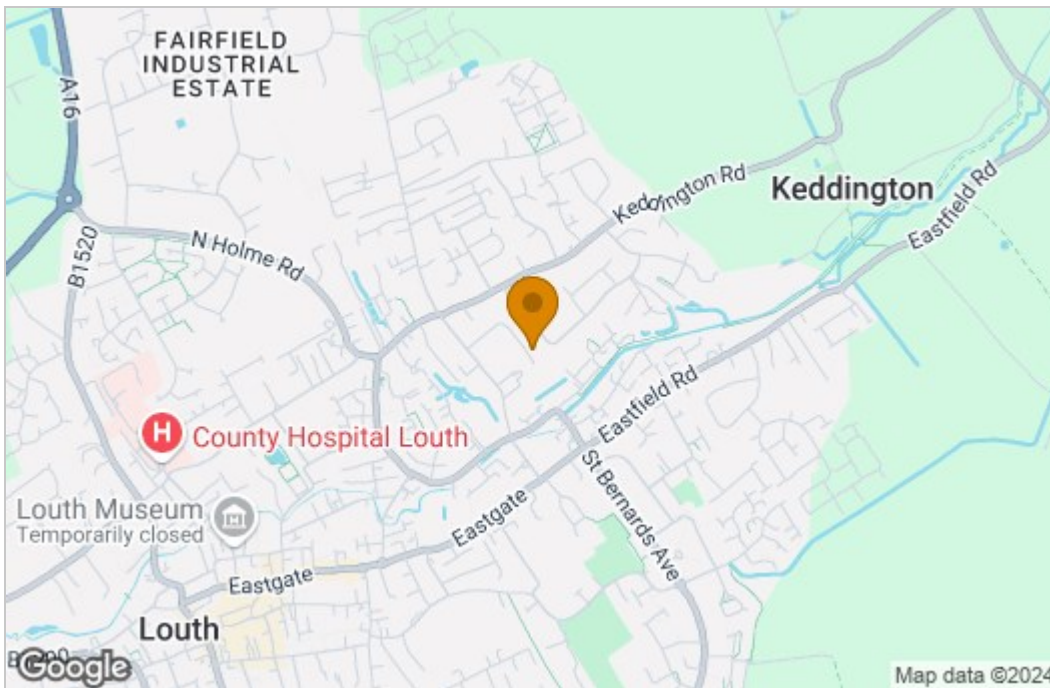 FAIRFIELD
INDUSTRIAL
ESTATE
A16
Keddington Rd
Keddington
Eastfield Rd
N Holme Rd
B1520
H
County Hospital Louth
Eastfield Rd
St Bernards Ave
Louth Museum
Temporarily closed
Eastgate
Eastgate
Louth
Google
Map data ©2024